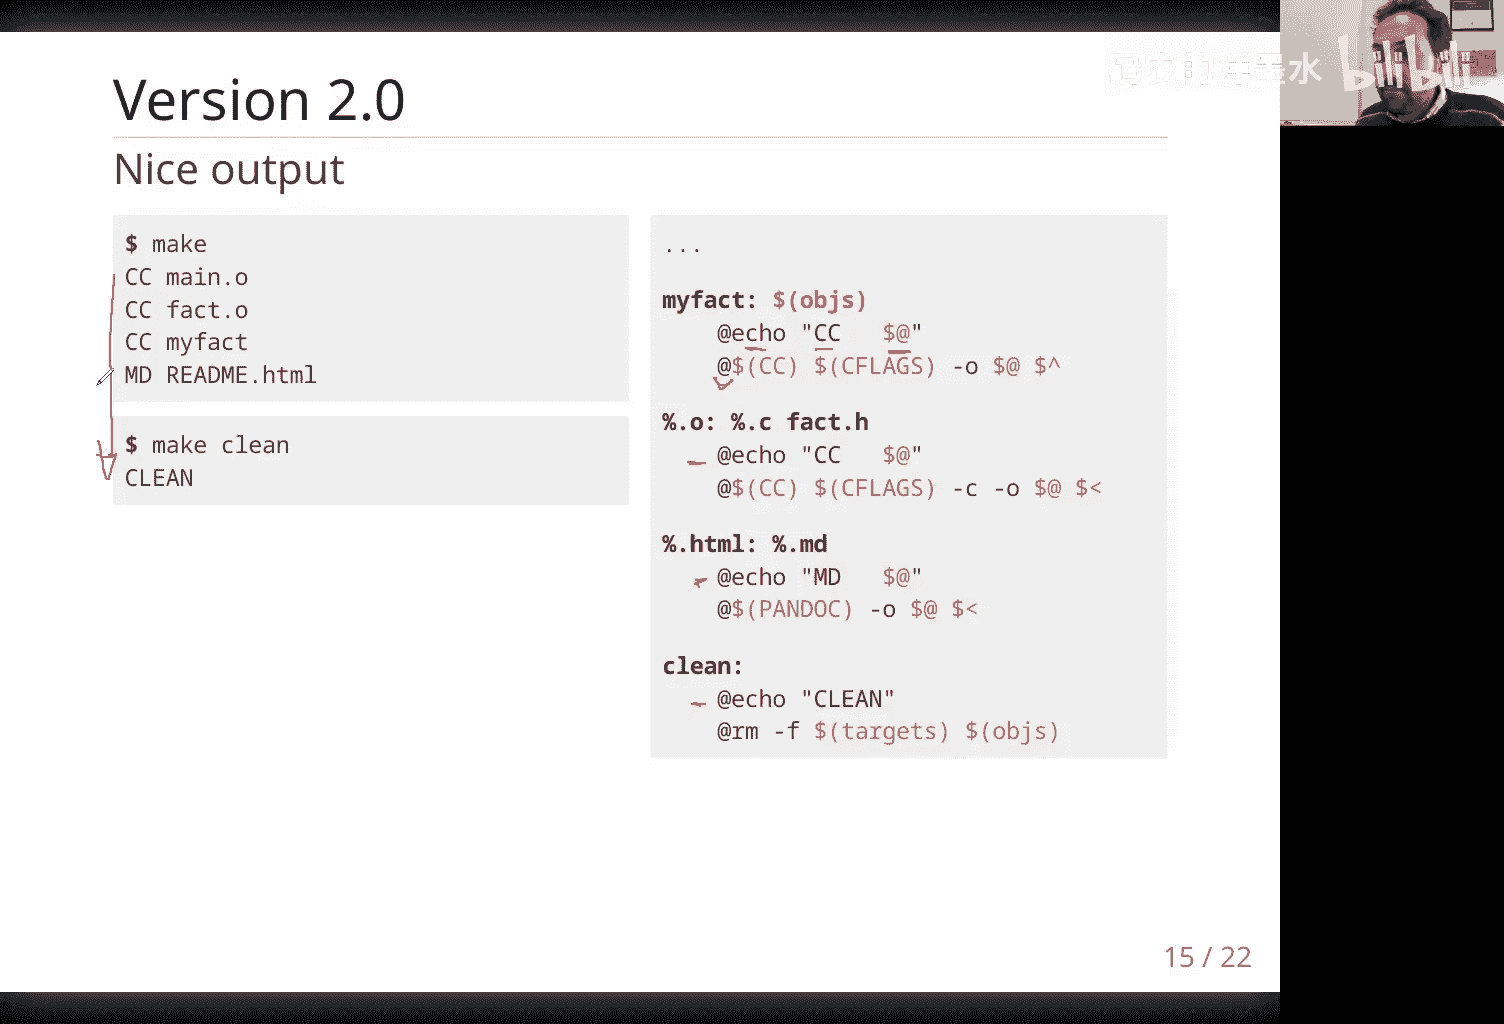 Version 2.0
Nice output
$ make
CC main.o
CC fact.o
CC myfact
MD README.html
$ make clean
CLEAN
...
myfact: $(objs)
@echo "CC   $@"
@$(CC) $(CFLAGS) -o $@ $^
%.o: %.c fact.h
@echo "CC   $@"
@$(CC) $(CFLAGS) -c -o $@ $<
%.html: %.md
@echo "MD   $@"
@$(PANDOC) -o $@ $<
clean:
@echo "CLEAN"
@rm -f $(targets) $(objs)
15 / 22
bilibili